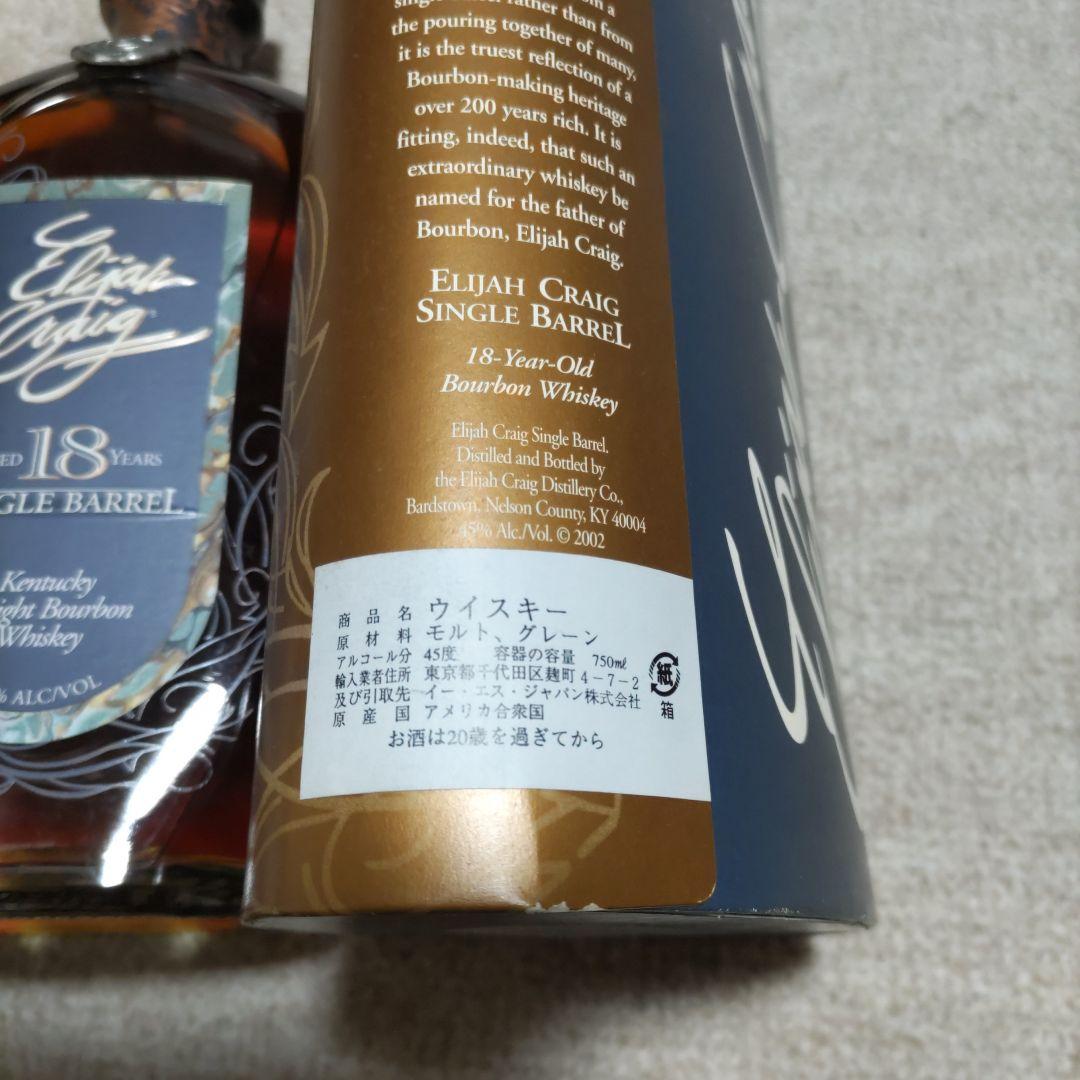 Elijah
Craig
18 YEARS
SINGLE BARREL
Kentucky
Bourbon
Whiskey
% ALC/VOL
rather than from
the pouring together of many,
it is the truest reflection of a
Bourbon-making heritage
over 200 years rich. It is
fitting, indeed, that such an
extraordinary whiskey be
named for the father of
Bourbon, Elijah Craig.
ELIJAH CRAIG
SINGLE BARREL
18-Year-Old
Bourbon Whiskey
Elijah Craig Single Barrel.
Distilled and Bottled by
the Elijah Craig Distillery Co.,
Bardstown, Nelson County, KY 40004
45% Alc./Vol. © 2002
商品名 ウイスキー
原材料 モルト、グレーン
アルコール分 45度 容器の容量 750㎖
輸入業者住所 東京都千代田区麹町4-7-2
及び引取先 イー・エス・ジャパン株式会社
原産国 アメリカ合衆国
お酒は20歳を過ぎてから
紙
箱